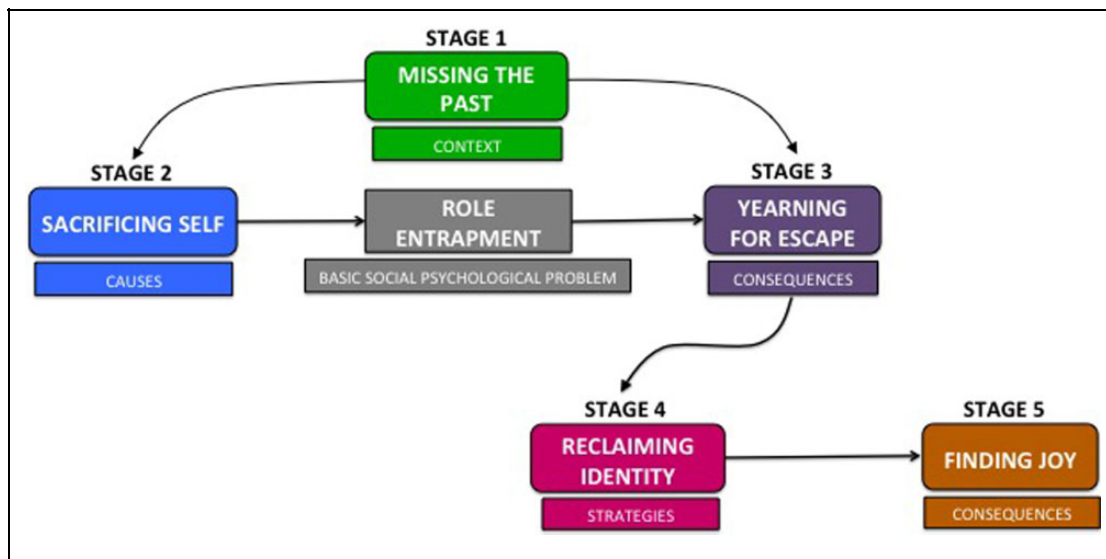 STAGE 1
MISSING THE
PAST
CONTEXT
STAGE 2
SACRIFICING SELF
CAUSES
ROLE
ENTRAPMENT
BASIC SOCIAL PSYCHOLOGICAL PROBLEM
STAGE 3
YEARNING
FOR ESCAPE
CONSEQUENCES
STAGE 4
RECLAIMING
IDENTITY
STRATEGIES
STAGE 5
FINDING JOY
CONSEQUENCES